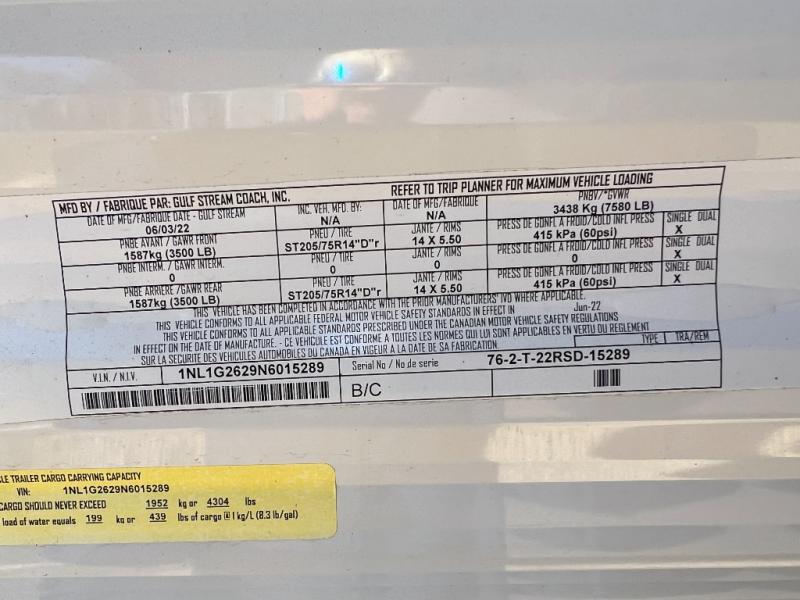 MFD BY / FABRIQUE PAR: GULF STREAM COACH, INC. REFER TO TRIP PLANNER FOR MAXIMUM VEHICLE LOADING
DATE OF MFG/FABRIQUE DATE - GULF STREAM INC. VEH. MFD. BY: DATE OF MFG/FABRIQUE PNBV/*GVWR
06/03/22 N/A N/A 3438 Kg (7580 LB)
PNBE AVANT / GAWR FRONT PNEU / TIRE JANTE / RIMS PRESS DE GONFL A FROID/COLD INFL PRESS SINGLE DUAL
1587kg (3500 LB) ST205/75R14"D"r 14 X 5.50 415 kPa (60psi) X
PNBE INTERM. / GAWR INTERM. PNEU / TIRE JANTE / RIMS PRESS DE GONFL A FROID/COLD INFL PRESS SINGLE DUAL
0 0 0 0 X
PNBE ARRIERE /GAWR REAR PNEU / TIRE JANTE / RIMS PRESS DE GONFL A FROID/COLD INFL PRESS SINGLE DUAL
1587kg (3500 LB) ST205/75R14"D"r 14 X 5.50 415 kPa (60psi) X
THIS VEHICLE HAS BEEN COMPLETED IN ACCORDANCE WITH THE PRIOR MANUFACTURERS' IVD WHERE APPLICABLE.
THIS VEHICLE CONFORMS TO ALL APPLICABLE FEDERAL MOTOR VEHICLE SAFETY STANDARDS IN EFFECT IN Jun-22
THIS VEHICLE CONFORMS TO ALL APPLICABLE STANDARDS PRESCRIBED UNDER THE CANADIAN MOTOR VEHICLE SAFETY REGULATIONS
IN EFFECT ON THE DATE OF MANUFACTURE. - CE VÉHICULE EST CONFORME A TOUTES LES NORMES QUI LUI SONT APPLICABLES EN VERTU DU REGLEMENT
SUR LA SÉCURITÉ DES VÉHICULES AUTOMOBILES DU CANADA EN VIGUEUR A LA DATE DE SA FABRICATION. TYPE TRA/REM
V.I.N. / N.I.V. 1NL1G2629N6015289 Serial No / No de serie 76-2-T-22RSD-15289
B/C
LE TRAILER CARGO CARRYING CAPACITY
VIN: 1NL1G2629N6015289
CARGO SHOULD NEVER EXCEED 1952 kg or 4304 lbs
load of water equals 199 kg or 439 lbs of cargo @ 1 kg/L (8.3 lb/gal)